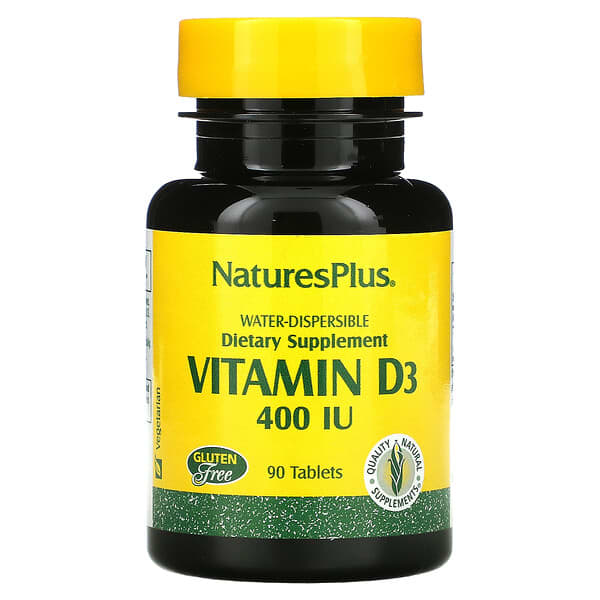 NaturesPlus®
WATER-DISPERSIBLE
Dietary Supplement
VITAMIN D3
400 IU
GLUTEN
Free
90 Tablets
QUALITY NATURAL
SUPPLEMENTS®
Vegetarian